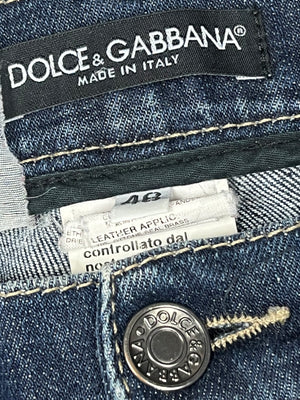 DOLCE & GABBANA®
MADE IN ITALY
48
LEATHER APPLIC
controllato dal
DOLCE & GABBANA